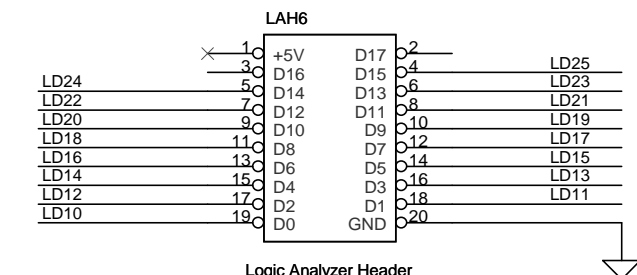 LAH6
1 +5V D17 2
3 D16 D15 4 LD25
LD24 5 D14 D13 6 LD23
LD22 7 D12 D11 8 LD21
LD20 9 D10 D9 10 LD19
LD18 11 D8 D7 12 LD17
LD16 13 D6 D5 14 LD15
LD14 15 D4 D3 16 LD13
LD12 17 D2 D1 18 LD11
LD10 19 D0 GND 20
Logic Analyzer Header